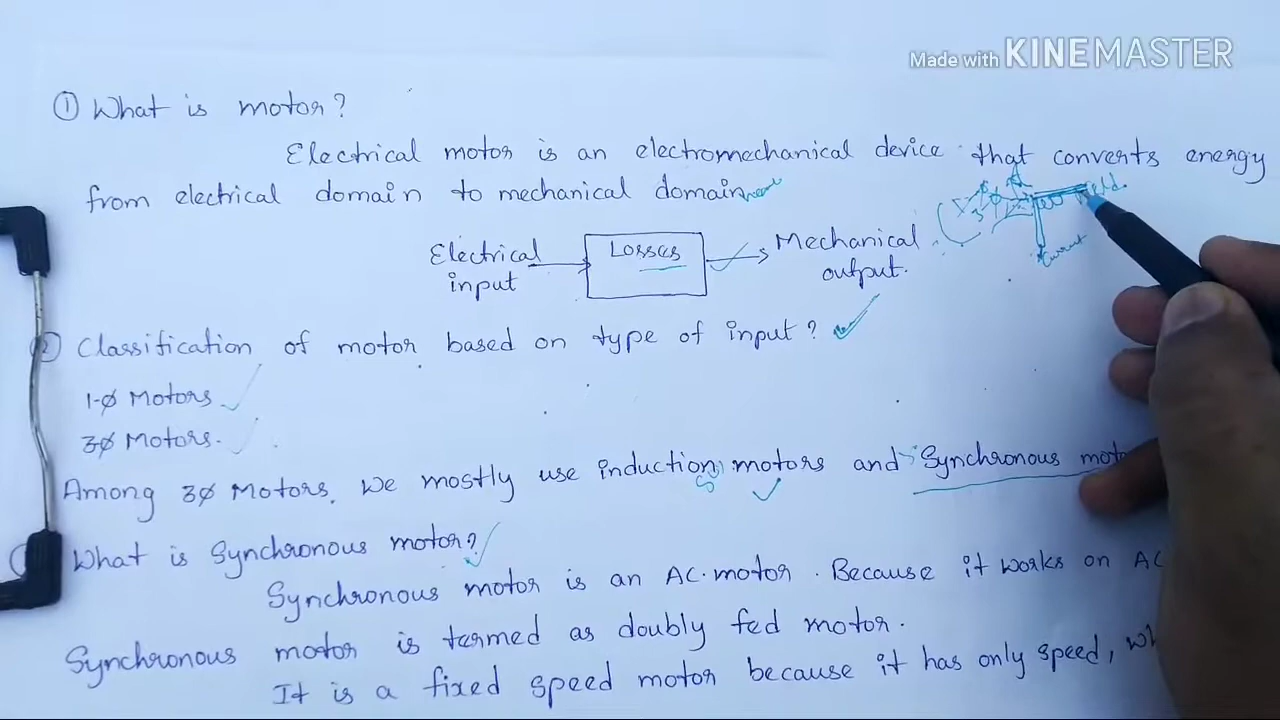 Made with KINEMASTER
① What is motor?
Electrical motor is an electromechanical device that converts energy
from electrical domain to mechanical domain
Electrical input
Losses
Mechanical output.
Classification of motor based on type of input?
1-ϕ Motors
3ϕ Motors.
Among 3ϕ Motors, we mostly use induction motors and Synchronous
What is Synchronous motor?
Synchronous motor is an AC motor. Because it works on AC
Synchronous motor is termed as doubly fed motor.
It is a fixed speed motor because it has only speed,